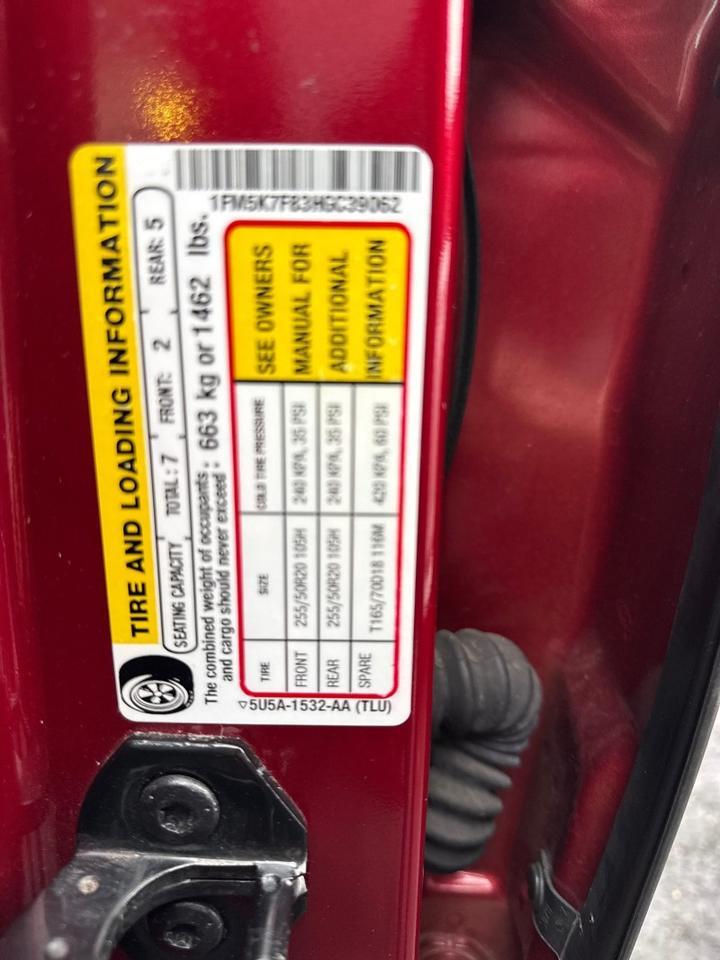 1FM5K7F83HGC39062
TIRE AND LOADING INFORMATION
SEATING CAPACITY TOTAL: 7 FRONT: 2 REAR: 5
The combined weight of occupants
and cargo should never exceed : 663 kg or 1462 lbs.
TIRE SIZE COLD TIRE PRESSURE SEE OWNERS
FRONT 255/50R20 105H 240 KPA, 35 PSI MANUAL FOR
REAR 255/50R20 105H 240 KPA, 35 PSI ADDITIONAL
SPARE T165/70D18 116M 420 KPA, 60 PSI INFORMATION
▽5U5A-1532-AA (TLU)